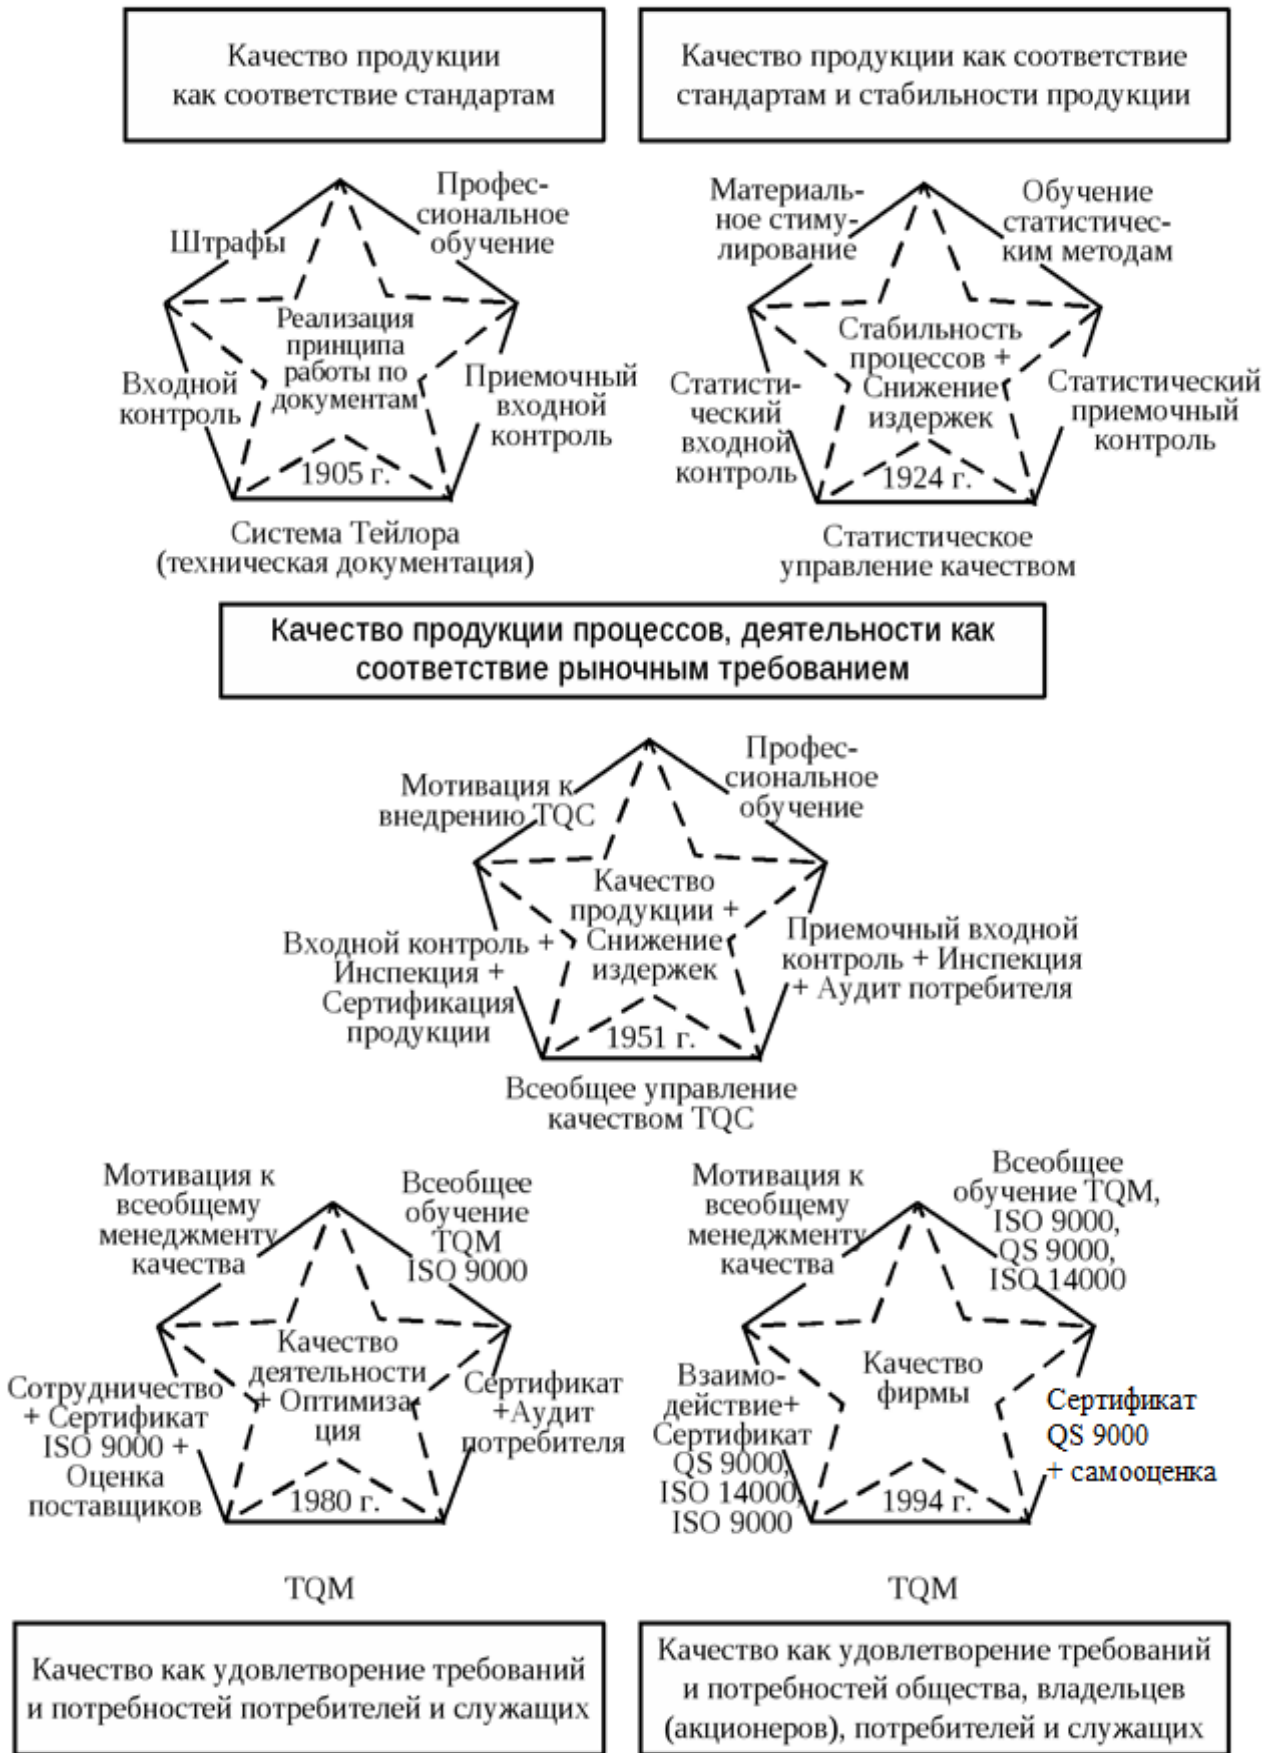 Качество продукции
как соответствие стандартам
Качество продукции как соответствие
стандартам и стабильности продукции
Штрафы
Профес-
сиональное
обучение
Реализация
принципа
работы по
документам
Входной
контроль
Приемочный
входной
контроль
1905 г.
Система Тейлора
(техническая документация)
Материаль-
ное стиму-
лирование
Обучение
статистичес-
ким методам
Стабильность
процессов +
Снижение
издержек
Статисти-
ческий
входной
контроль
Статистический
приемочный
контроль
1924 г.
Статистическое
управление качеством
Качество продукции процессов, деятельности как
соответствие рыночным требованием
Мотивация к
внедрению TQC
Профес-
сиональное
обучение
Качество
продукции +
Снижение
издержек
Входной контроль +
Инспекция +
Сертификация
продукции
Приемочный входной
контроль + Инспекция
+ Аудит потребителя
1951 г.
Всеобщее управление
качеством TQC
Мотивация к
всеобщему
менеджменту
качества
Всеобщее
обучение
TQM
ISO 9000
Качество
деятельности
+ Оптимиза-
ция
Сотрудничество
+ Сертификат
ISO 9000 +
Оценка
поставщиков
Сертификат
+Аудит
потребителя
1980 г.
TQM
Мотивация к
всеобщему
менеджменту
качества
Всеобщее
обучение TQM,
ISO 9000,
QS 9000,
ISO 14000
Качество
фирмы
Взаимо-
действие+
Сертификат
QS 9000,
ISO 14000,
ISO 9000
Сертификат
QS 9000
+ самооценка
1994 г.
TQM
Качество как удовлетворение требований
и потребностей потребителей и служащих
Качество как удовлетворение требований
и потребностей общества, владельцев
(акционеров), потребителей и служащих